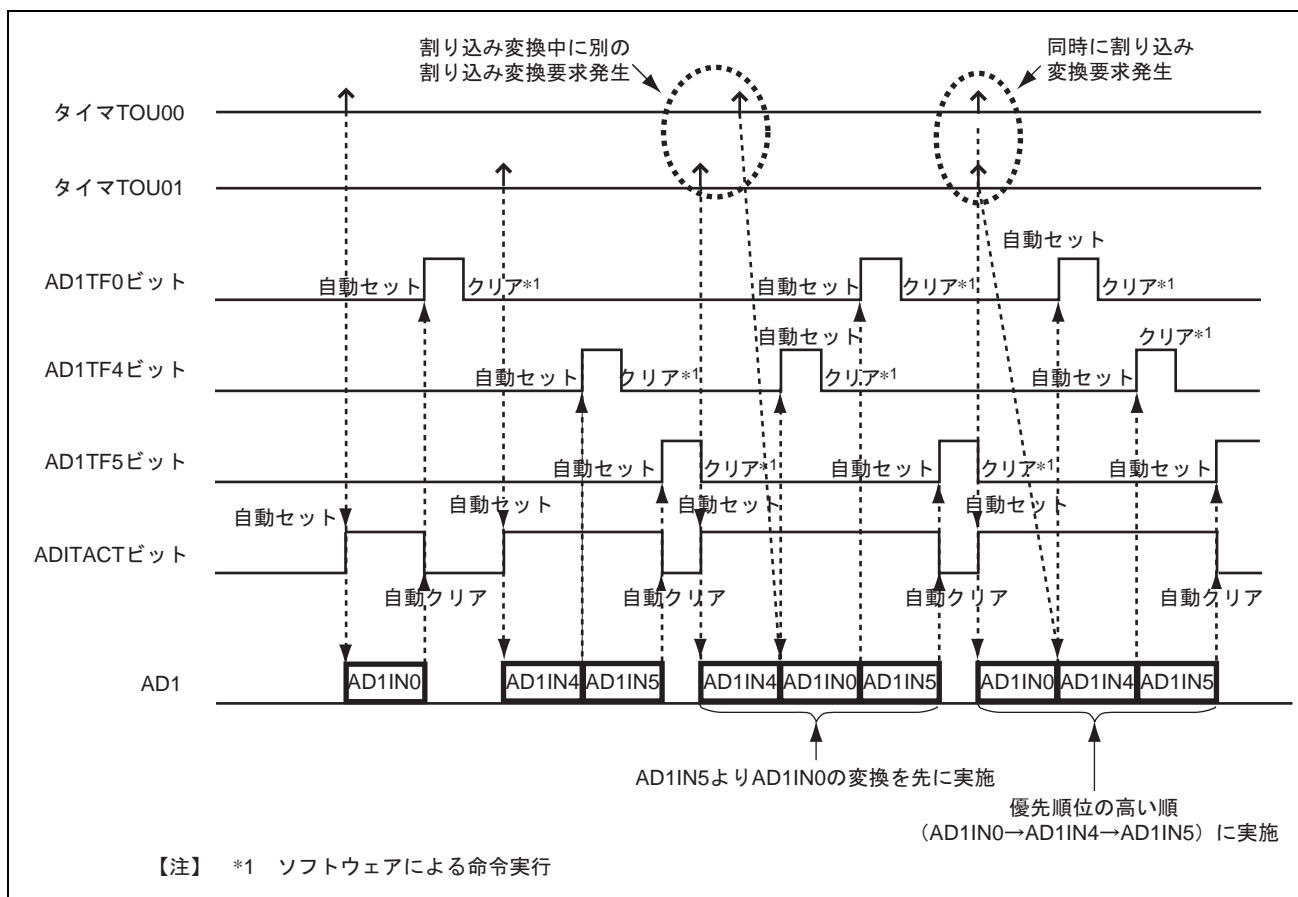 割り込み変換中に別の
割り込み変換要求発生
同時に割り込み
変換要求発生
タイマTOU00
タイマTOU01
自動セット
AD1TF0ビット
自動セット
クリア*1
自動セット
クリア*1
クリア*1
自動セット
クリア*1
AD1TF4ビット
自動セット
クリア*1
クリア*1
自動セット
AD1TF5ビット
自動セット
クリア*1
自動セット
クリア*1
自動セット
自動セット
自動セット
自動セット
自動セット
ADITACTビット
自動クリア
自動クリア
自動クリア
自動クリア
AD1
AD1IN0
AD1IN4
AD1IN5
AD1IN4
AD1IN0
AD1IN5
AD1IN0
AD1IN4
AD1IN5
AD1IN5よりAD1IN0の変換を先に実施
優先順位の高い順
（AD1IN0→AD1IN4→AD1IN5）に実施
【注】 *1 ソフトウェアによる命令実行